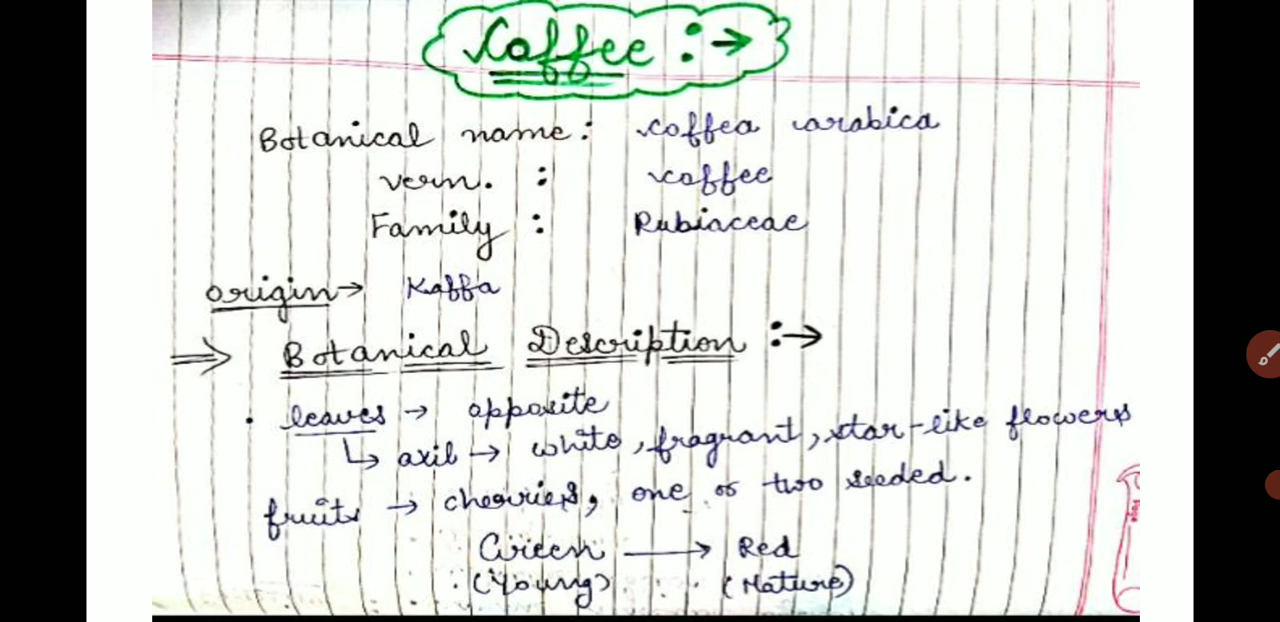 Coffee :→
Botanical name : Coffea arabica
vern. : coffee
Family : Rubiaceae
origin → Kaffa
⇒ Botanical Description :→
• leaves → opposite
↳ axil → white, fragrant, star-like flowers
fruits → cherries, one or two seeded.
Green → Red
(Young) (Mature)